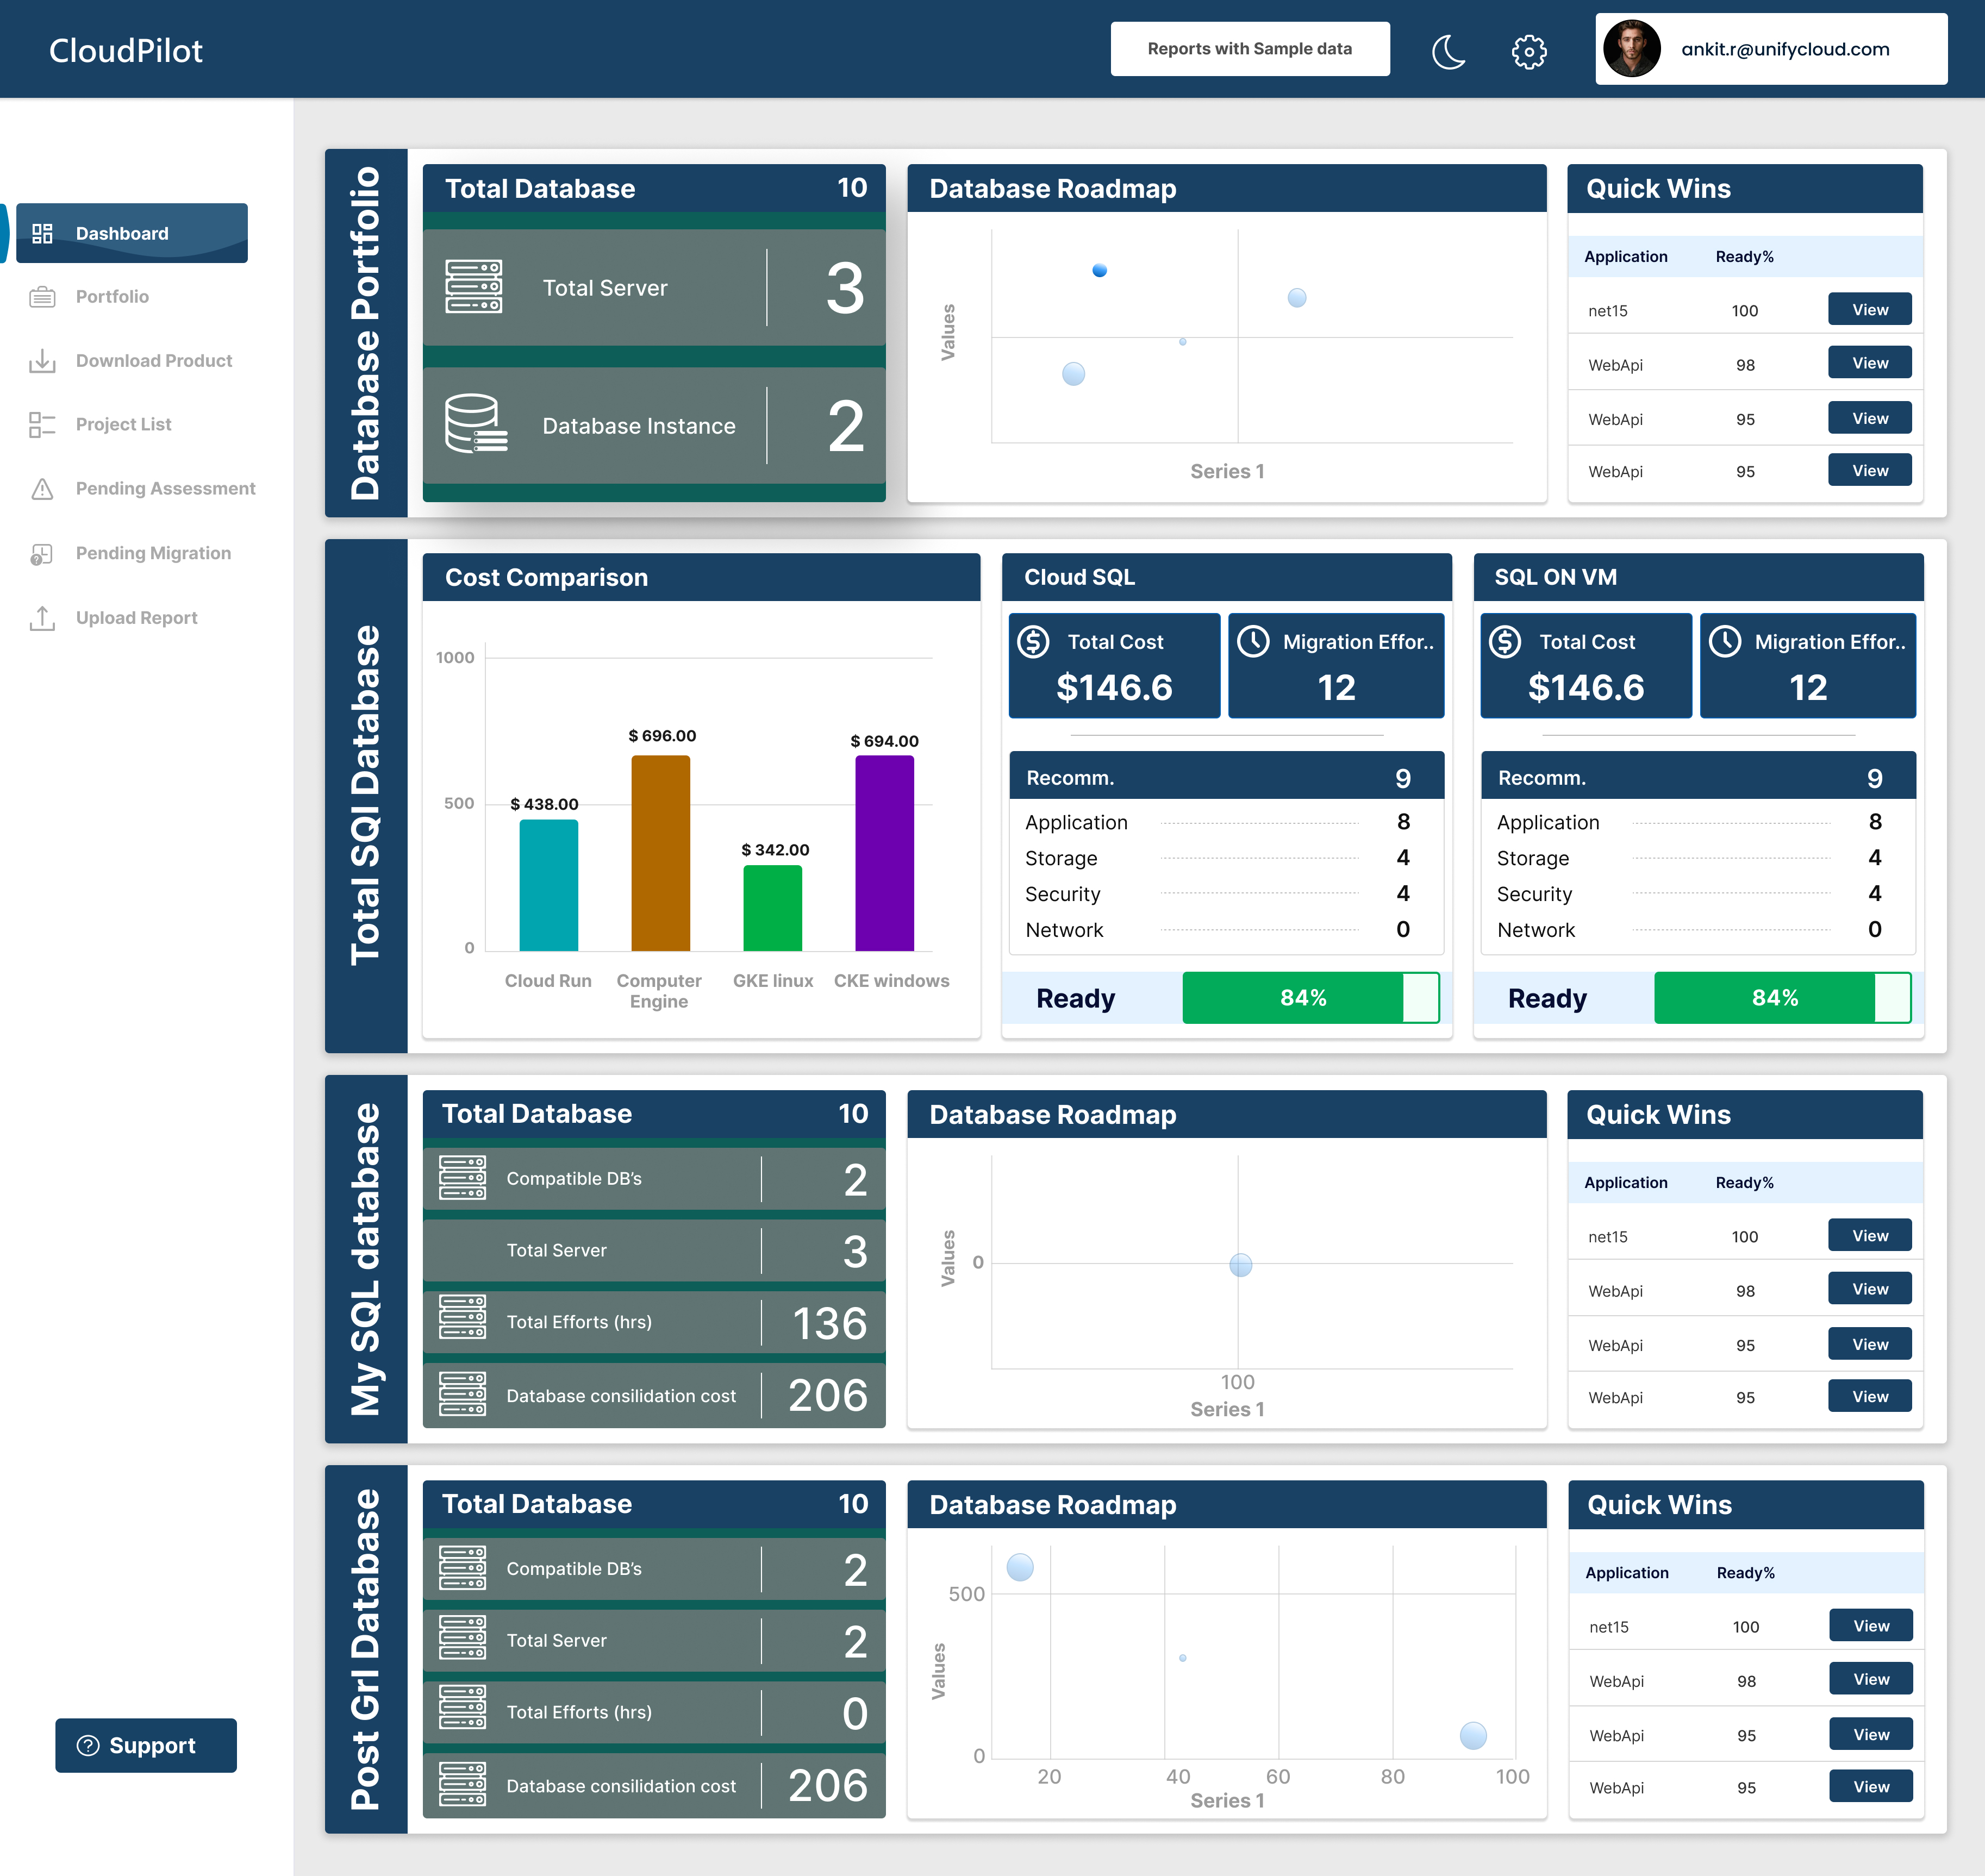 CloudPilot
Reports with Sample data
ankit.r@unifycloud.com
Dashboard
Portfolio
Download Product
Project List
Pending Assessment
Pending Migration
Upload Report
Support
Database Portfolio
Total Database 10
Total Server 3
Database Instance 2
Database Roadmap
Values
Series 1
Quick Wins
Application Ready%
net15 100 View
WebApi 98 View
WebApi 95 View
WebApi 95 View
Total SQl Database
Cost Comparison
1000
500
0
$ 438.00
$ 696.00
$ 342.00
$ 694.00
Cloud Run
Computer
Engine
GKE linux
CKE windows
Cloud SQL
Total Cost
$146.6
Migration Effor..
12
Recomm. 9
Application 8
Storage 4
Security 4
Network 0
Ready 84%
SQL ON VM
Total Cost
$146.6
Migration Effor..
12
Recomm. 9
Application 8
Storage 4
Security 4
Network 0
Ready 84%
My SQL database
Total Database 10
Compatible DB’s 2
Total Server 3
Total Efforts (hrs) 136
Database consilidation cost 206
Database Roadmap
Values
0
100
Series 1
Quick Wins
Application Ready%
net15 100 View
WebApi 98 View
WebApi 95 View
WebApi 95 View
Post Grl Database
Total Database 10
Compatible DB’s 2
Total Server 2
Total Efforts (hrs) 0
Database consilidation cost 206
Database Roadmap
500
Values
0
20 40 60 80 100
Series 1
Quick Wins
Application Ready%
net15 100 View
WebApi 98 View
WebApi 95 View
WebApi 95 View